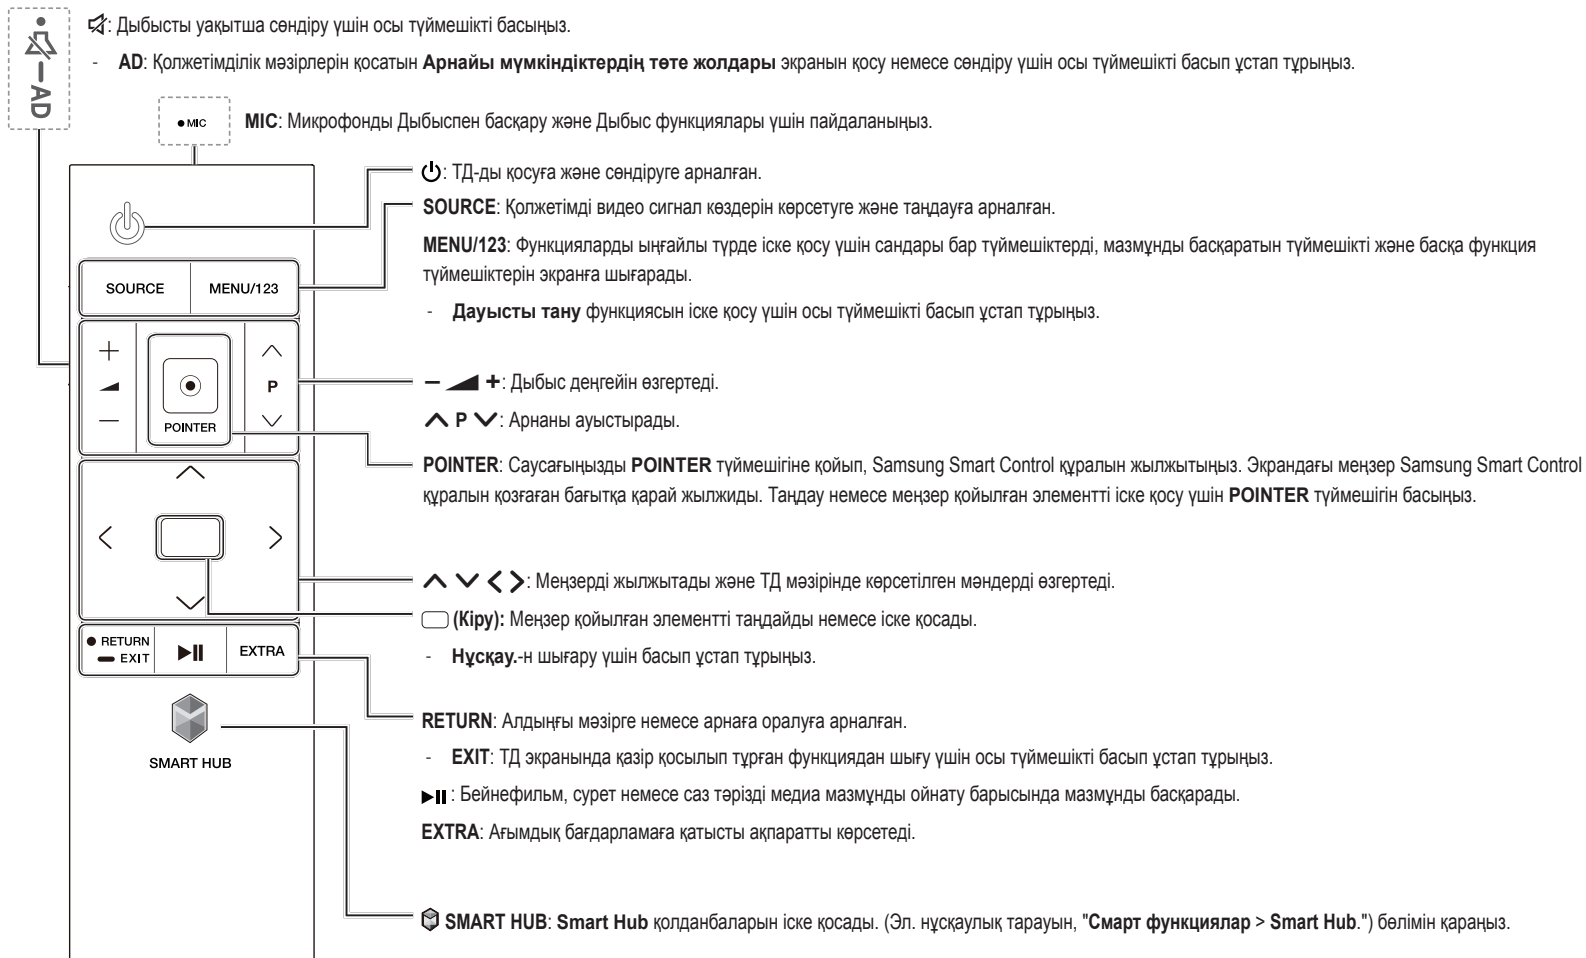 : Дыбысты уақытша сөндіру үшін осы түймешікті басыңыз.
- AD: Қолжетімділік мәзірлерін қосатын Арнайы мүмкіндіктердің төте жолдары экранын қосу немесе сөндіру үшін осы түймешікті басып ұстап тұрыңыз.
AD
MIC
MIC: Микрофонды Дыбыспен басқару және Дыбыс функциялары үшін пайдаланыңыз.
: ТД-ды қосуға және сөндіруге арналған.
SOURCE: Қолжетімді видео сигнал көздерін көрсетуге және таңдауға арналған.
MENU/123: Функцияларды ыңғайлы түрде іске қосу үшін сандары бар түймешіктерді, мазмұнды басқаратын түймешікті және басқа функция
түймешіктерін экранға шығарады.
- Дауысты тану функциясын іске қосу үшін осы түймешікті басып ұстап тұрыңыз.
SOURCE MENU/123
+ P −
POINTER
− +: Дыбыс деңгейін өзгертеді.
P : Арнаны ауыстырады.
POINTER: Саусағыңызды POINTER түймешігіне қойып, Samsung Smart Control құралын жылжытыңыз. Экрандағы меңзер Samsung Smart Control
құралын қозғаған бағытқа қарай жылжиды. Таңдау немесе меңзер қойылған элементті іске қосу үшін POINTER түймешігін басыңыз.
: Меңзерді жылжытады және ТД мәзірінде көрсетілген мәндерді өзгертеді.
(Кіру): Меңзер қойылған элементті таңдайды немесе іске қосады.
- Нұсқау.-н шығару үшін басып ұстап тұрыңыз.
RETURN
EXIT
EXTRA
RETURN: Алдыңғы мәзірге немесе арнаға оралуға арналған.
- EXIT: ТД экранында қазір қосылып тұрған функциядан шығу үшін осы түймешікті басып ұстап тұрыңыз.
: Бейнефильм, сурет немесе саз тәрізді медиа мазмұнды ойнату барысында мазмұнды басқарады.
EXTRA: Ағымдық бағдарламаға қатысты ақпаратты көрсетеді.
SMART HUB
SMART HUB: Smart Hub қолданбаларын іске қосады. (Эл. нұсқаулық тарауын, "Смарт функциялар > Smart Hub.") бөлімін қараңыз.